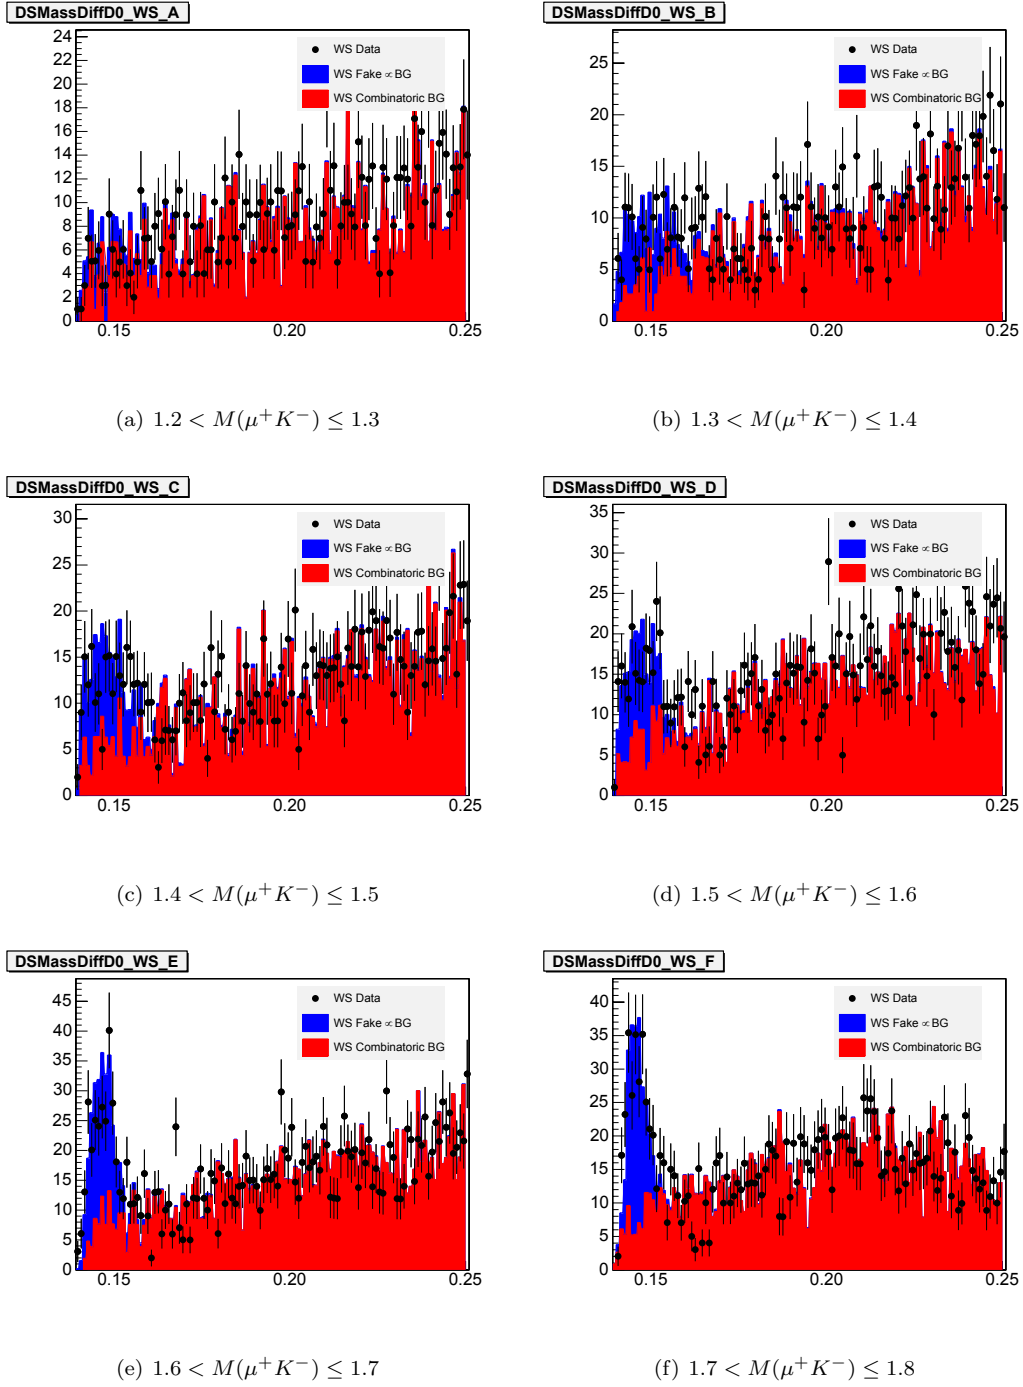 DSMassDiffD0_WS_A
24
22
20
18
16
14
12
10
8
6
4
2
0
0.15 0.20 0.25
WS Data
WS Fake ∝ BG
WS Combinatoric BG
(a) 1.2 < M(μ⁺K⁻) ≤ 1.3
DSMassDiffD0_WS_B
25
20
15
10
5
0
0.15 0.20 0.25
WS Data
WS Fake ∝ BG
WS Combinatoric BG
(b) 1.3 < M(μ⁺K⁻) ≤ 1.4
DSMassDiffD0_WS_C
30
25
20
15
10
5
0
0.15 0.20 0.25
WS Data
WS Fake ∝ BG
WS Combinatoric BG
(c) 1.4 < M(μ⁺K⁻) ≤ 1.5
DSMassDiffD0_WS_D
35
30
25
20
15
10
5
0
0.15 0.20 0.25
WS Data
WS Fake ∝ BG
WS Combinatoric BG
(d) 1.5 < M(μ⁺K⁻) ≤ 1.6
DSMassDiffD0_WS_E
45
40
35
30
25
20
15
10
5
0
0.15 0.20 0.25
WS Data
WS Fake ∝ BG
WS Combinatoric BG
(e) 1.6 < M(μ⁺K⁻) ≤ 1.7
DSMassDiffD0_WS_F
40
35
30
25
20
15
10
5
0
0.15 0.20 0.25
WS Data
WS Fake ∝ BG
WS Combinatoric BG
(f) 1.7 < M(μ⁺K⁻) ≤ 1.8